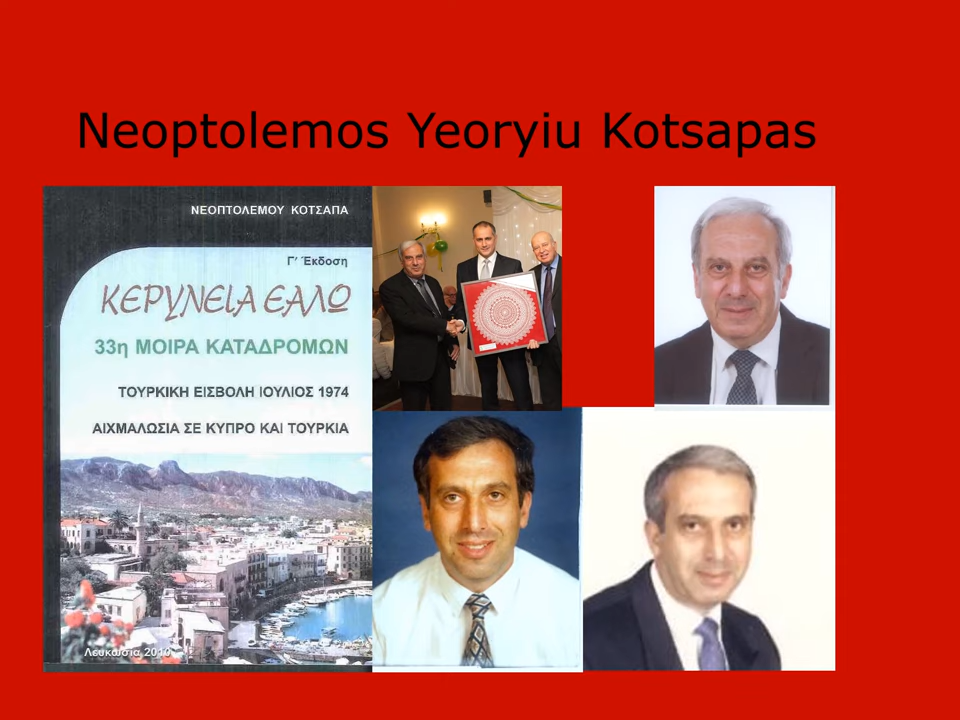 Neoptolemos Yeoryiu Kotsapas
ΝΕΟΠΤΟΛΕΜΟΥ ΚΟΤΣΑΠΑ
Γ΄ Έκδοση
ΚΕΡΥΝΕΙΑ ΕΑΛΩ
33η ΜΟΙΡΑ ΚΑΤΑΔΡΟΜΩΝ
ΤΟΥΡΚΙΚΗ ΕΙΣΒΟΛΗ ΙΟΥΛΙΟΣ 1974
ΑΙΧΜΑΛΩΣΙΑ ΣΕ ΚΥΠΡΟ ΚΑΙ ΤΟΥΡΚΙΑ
Λευκωσία 2010